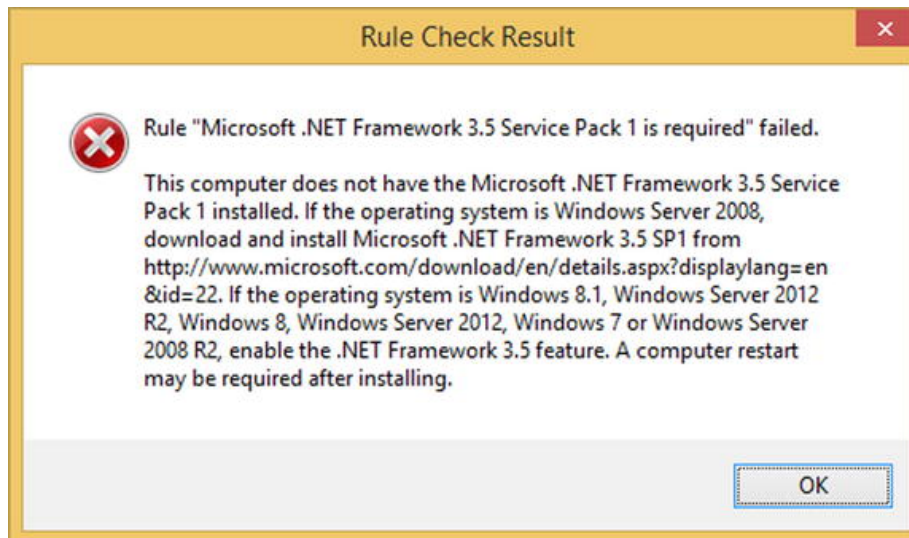 Rule Check Result
Rule "Microsoft .NET Framework 3.5 Service Pack 1 is required" failed.
This computer does not have the Microsoft .NET Framework 3.5 Service
Pack 1 installed. If the operating system is Windows Server 2008,
download and install Microsoft .NET Framework 3.5 SP1 from
http://www.microsoft.com/download/en/details.aspx?displaylang=en
&id=22. If the operating system is Windows 8.1, Windows Server 2012
R2, Windows 8, Windows Server 2012, Windows 7 or Windows Server
2008 R2, enable the .NET Framework 3.5 feature. A computer restart
may be required after installing.
OK